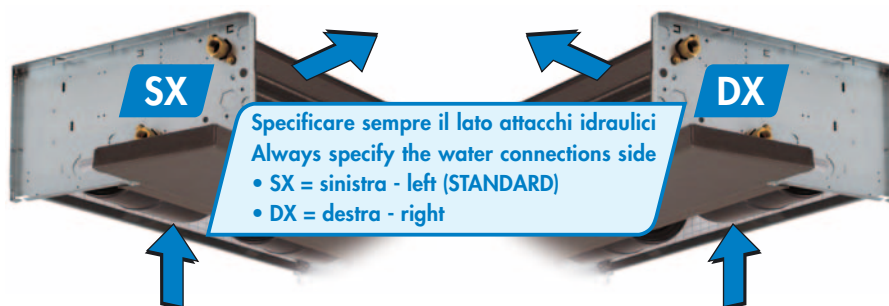 SX
DX
Specificare sempre il lato attacchi idraulici
Always specify the water connections side
• SX = sinistra - left (STANDARD)
• DX = destra - right